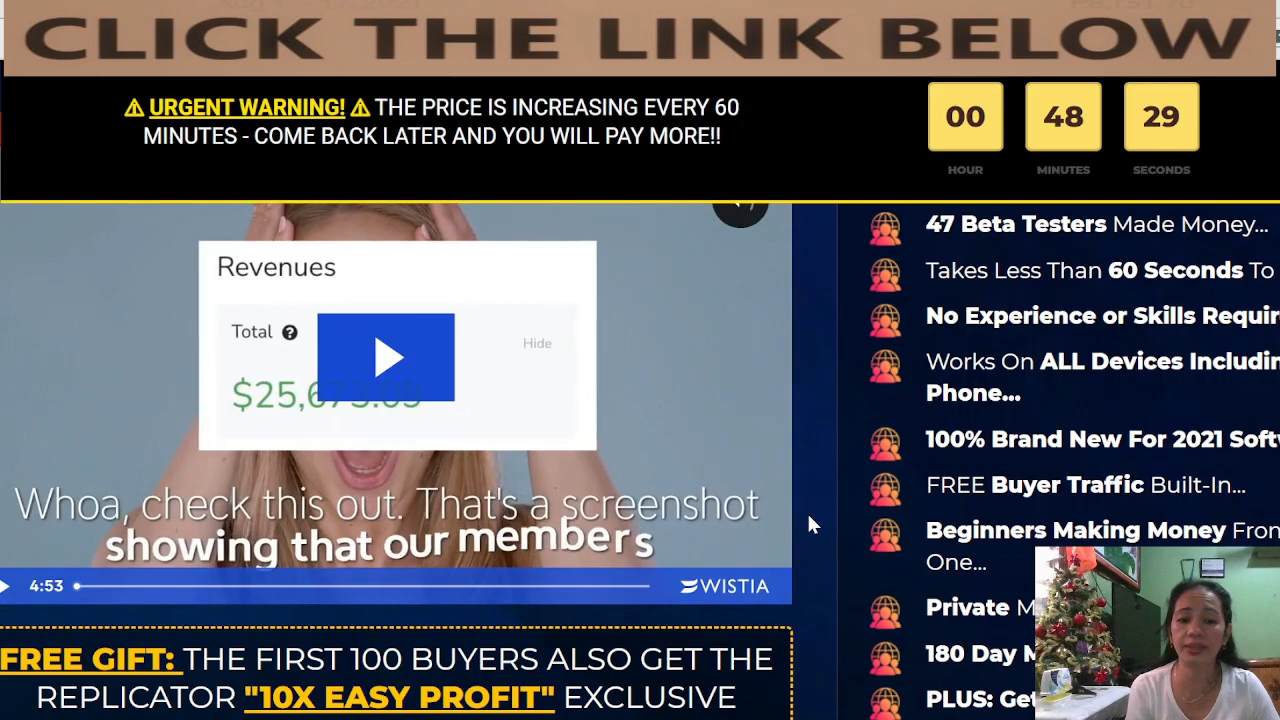 CLICK THE LINK BELOW
⚠ URGENT WARNING! ⚠ THE PRICE IS INCREASING EVERY 60
MINUTES - COME BACK LATER AND YOU WILL PAY MORE!!
00 48 29
HOUR MINUTES SECONDS
Revenues
Total
Hide
Whoa, check this out. That's a screenshot
showing that our members
4:53
WISTIA
FREE GIFT: THE FIRST 100 BUYERS ALSO GET THE
REPLICATOR "10X EASY PROFIT" EXCLUSIVE
47 Beta Testers Made Money...
Takes Less Than 60 Seconds To
No Experience or Skills Requir
Works On ALL Devices Includin
Phone...
100% Brand New For 2021 Softw
FREE Buyer Traffic Built-In...
Beginners Making Money From
One...
Private M
180 Day M
PLUS: Get